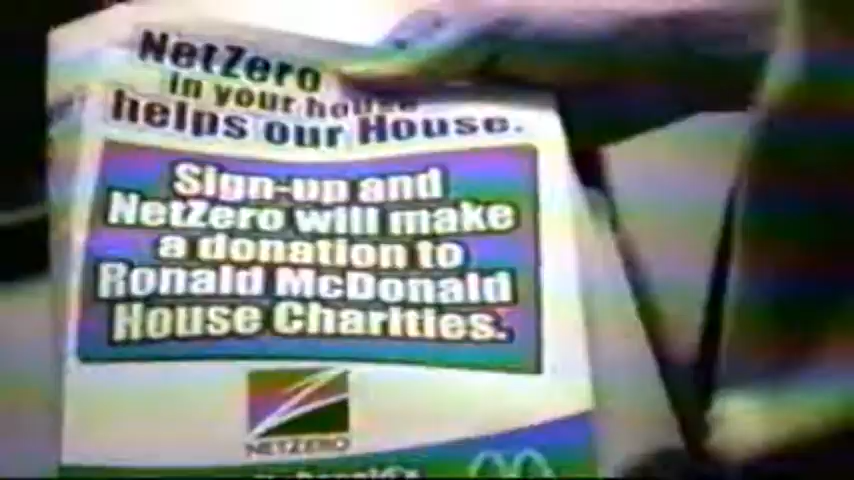 NetZero
in your house
helps our House.
Sign-up and
NetZero will make
a donation to
Ronald McDonald
House Charities.
NETZERO
McDonald's